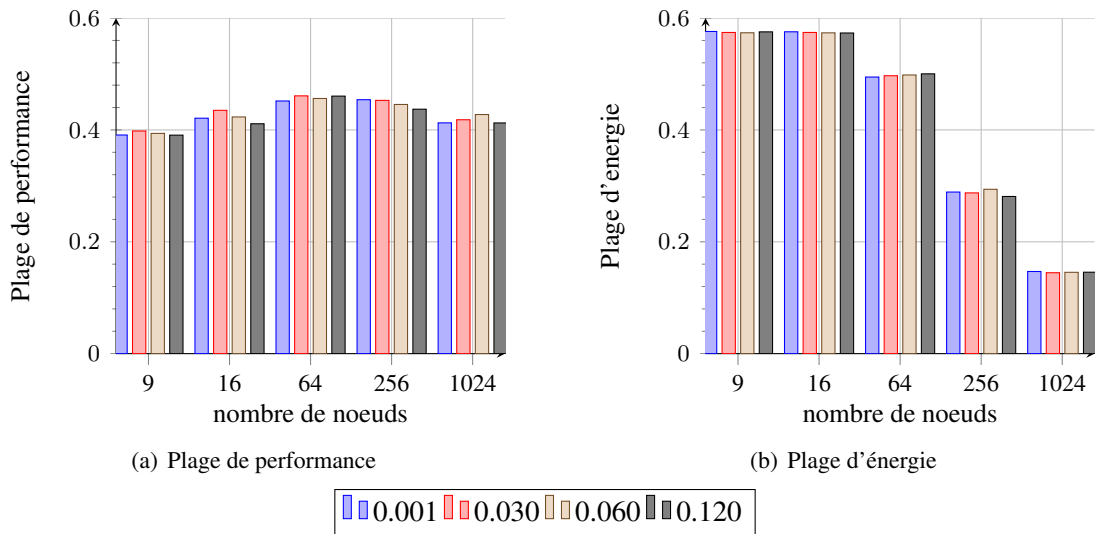 0.6
0.4
0.2
0
Plage de performance
9 16 64 256 1024
nombre de noeuds
(a) Plage de performance
0.6
0.4
0.2
0
Plage d'energie
9 16 64 256 1024
nombre de noeuds
(b) Plage d'énergie
0.001 0.030 0.060 0.120